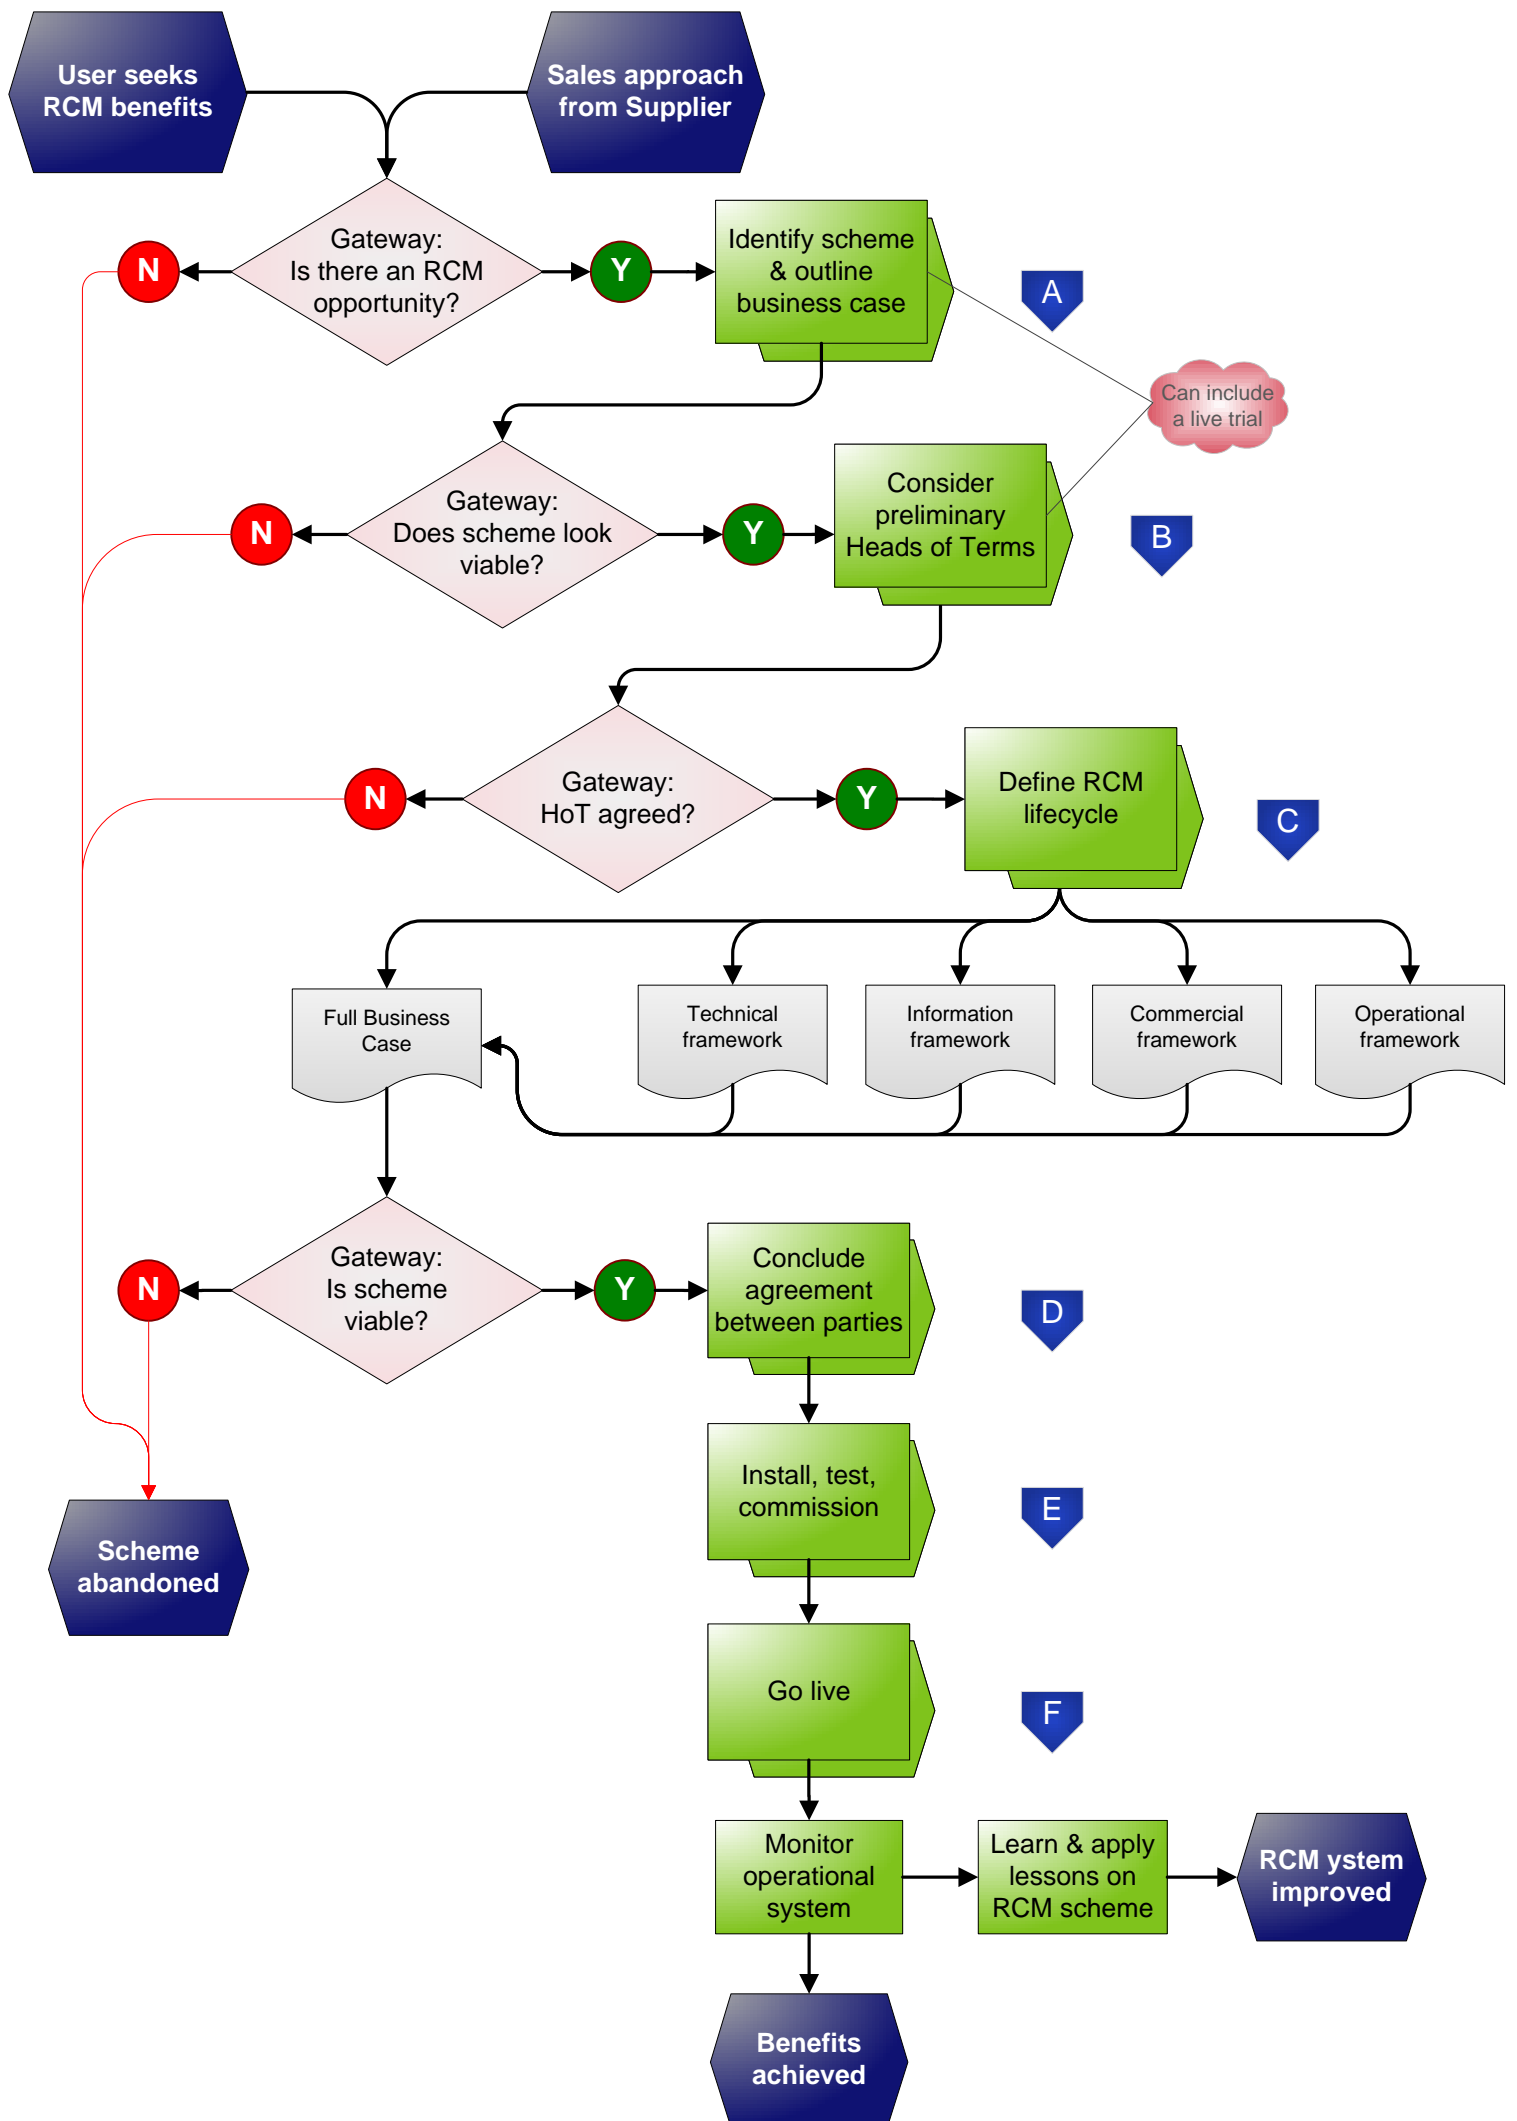 User seeks
RCM benefits
Sales approach
from Supplier
Gateway:
Is there an RCM
opportunity?
N
Y
Identify scheme
& outline
business case
A
Can include
a live trial
Gateway:
Does scheme look
viable?
N
Y
Consider
preliminary
Heads of Terms
B
Gateway:
HoT agreed?
N
Y
Define RCM
lifecycle
C
Full Business
Case
Technical
framework
Information
framework
Commercial
framework
Operational
framework
Gateway:
Is scheme
viable?
N
Y
Conclude
agreement
between parties
D
Install, test,
commission
E
Scheme
abandoned
Go live
F
Monitor
operational
system
Learn & apply
lessons on
RCM scheme
RCM ystem
improved
Benefits
achieved